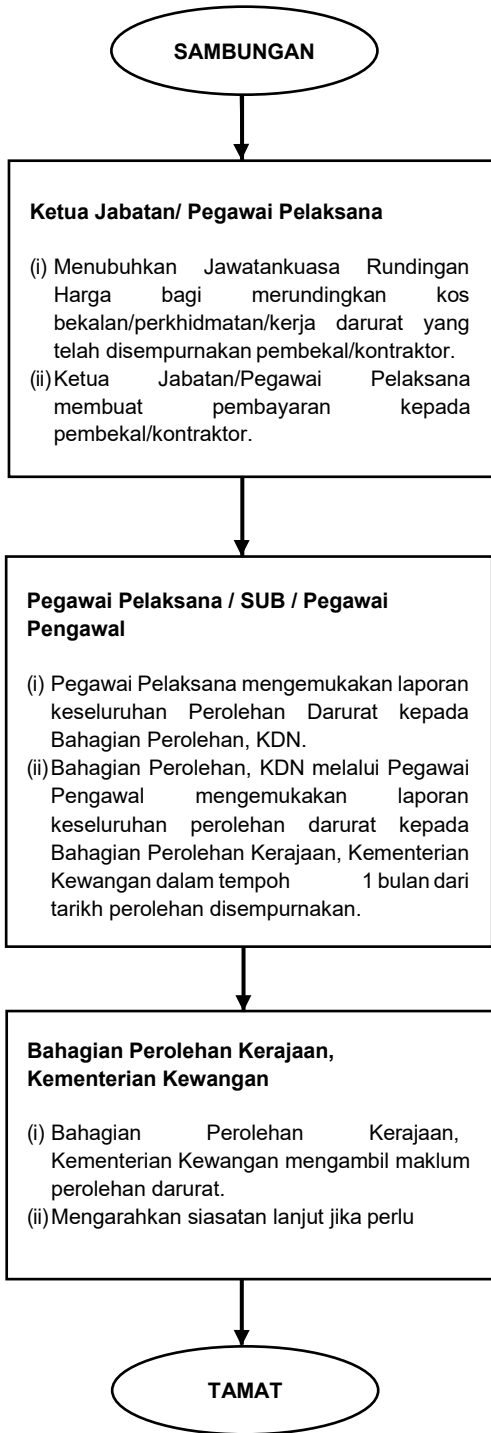 SAMBUNGAN
Ketua Jabatan/ Pegawai Pelaksana
(i) Menubuhkan Jawatankuasa Rundingan
Harga bagi merundingkan kos
bekalan/perkhidmatan/kerja darurat yang
telah disempurnakan pembekal/kontraktor.
(ii) Ketua Jabatan/Pegawai Pelaksana
membuat pembayaran kepada
pembekal/kontraktor.
Pegawai Pelaksana / SUB / Pegawai
Pengawal
(i) Pegawai Pelaksana mengemukakan laporan
keseluruhan Perolehan Darurat kepada
Bahagian Perolehan, KDN.
(ii) Bahagian Perolehan, KDN melalui Pegawai
Pengawal mengemukakan laporan
keseluruhan perolehan darurat kepada
Bahagian Perolehan Kerajaan, Kementerian
Kewangan dalam tempoh 1 bulan dari
tarikh perolehan disempurnakan.
Bahagian Perolehan Kerajaan,
Kementerian Kewangan
(i) Bahagian Perolehan Kerajaan,
Kementerian Kewangan mengambil maklum
perolehan darurat.
(ii) Mengarahkan siasatan lanjut jika perlu
TAMAT